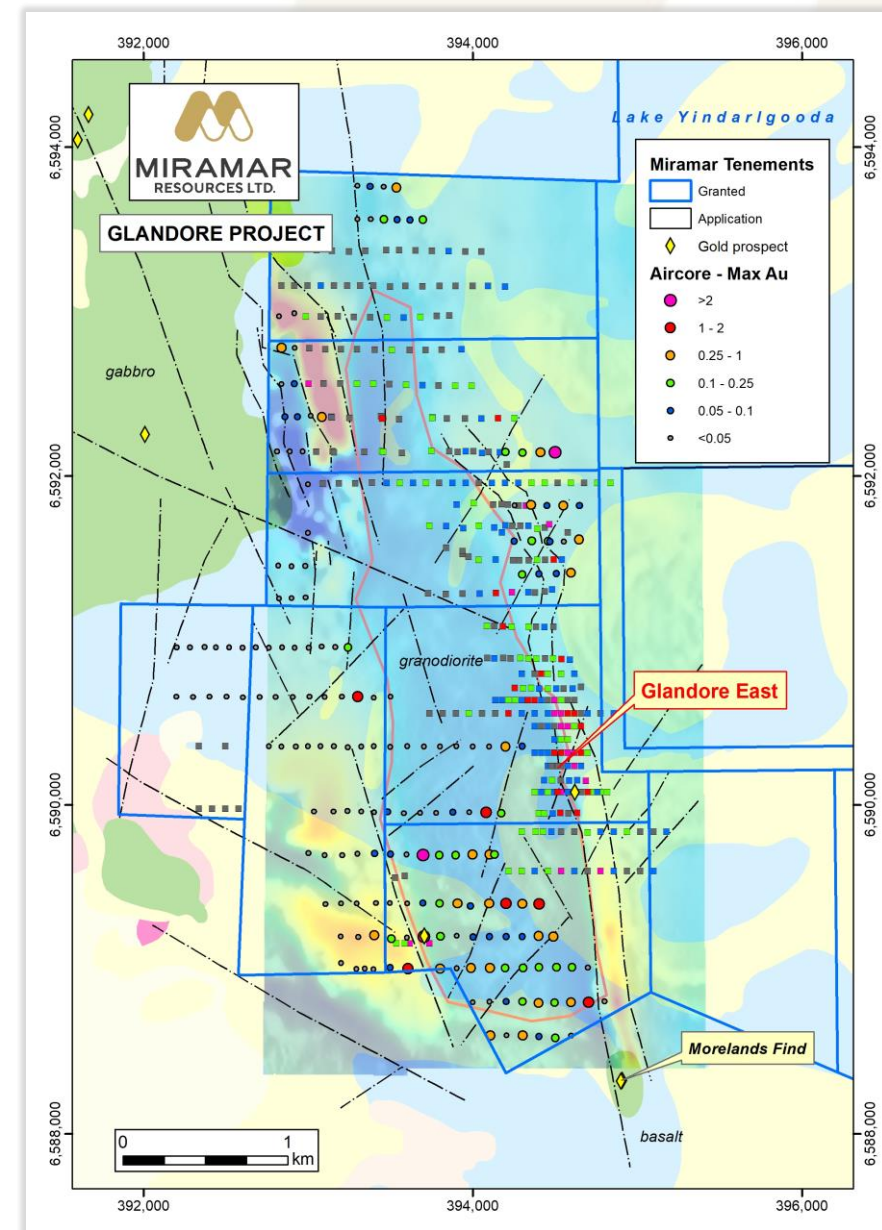 392,000
394,000
396,000
MIRAMAR
RESOURCES LTD.
GLANDORE PROJECT
Lake Yindarlgooda
6,594,000
6,594,000
Miramar Tenements
Granted
Application
Gold prospect
Aircore - Max Au
>2
1 - 2
0.25 - 1
0.1 - 0.25
0.05 - 0.1
<0.05
gabbro
6,592,000
6,592,000
granodiorite
Glandore East
6,590,000
6,590,000
Morelands Find
basalt
6,588,000
6,588,000
0 1
km
392,000
394,000
396,000